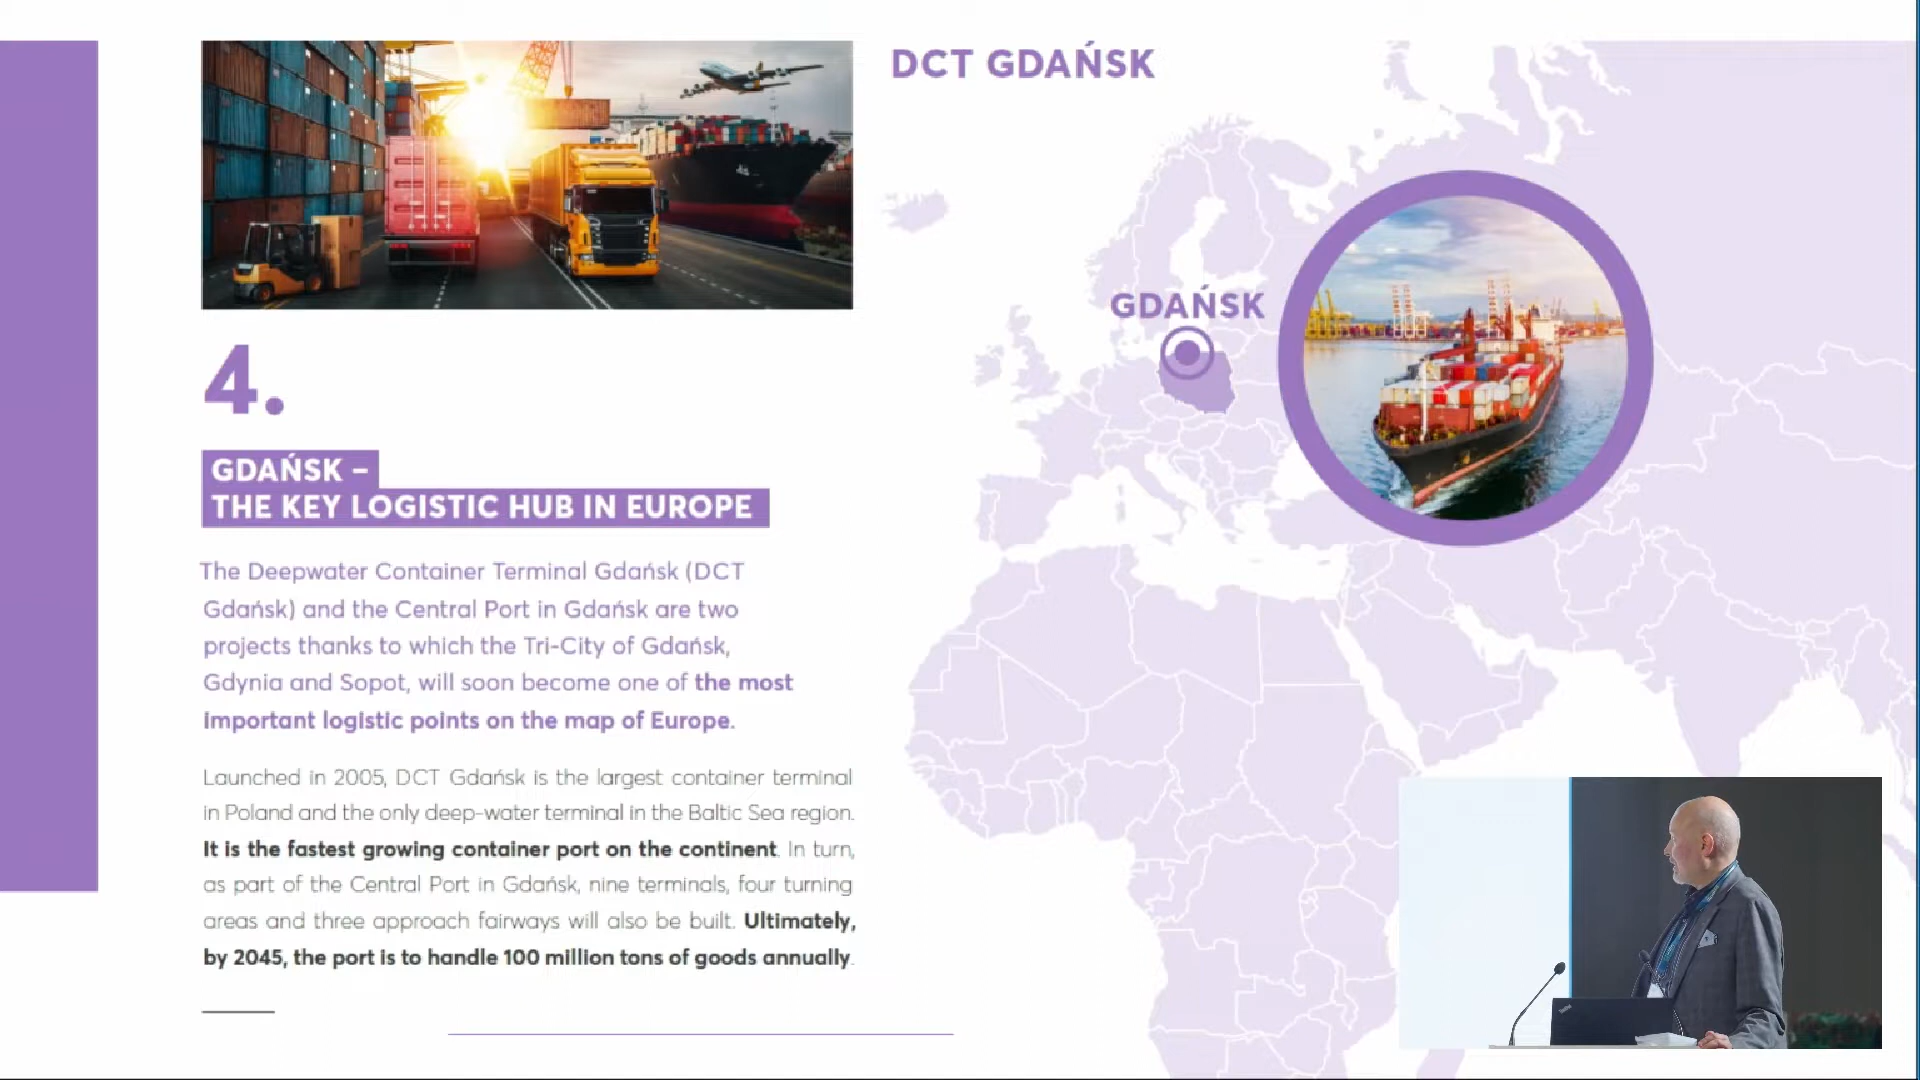 DCT GDAŃSK
GDAŃSK
4.
GDAŃSK –
THE KEY LOGISTIC HUB IN EUROPE
The Deepwater Container Terminal Gdańsk (DCT
Gdańsk) and the Central Port in Gdańsk are two
projects thanks to which the Tri-City of Gdańsk,
Gdynia and Sopot, will soon become one of the most
important logistic points on the map of Europe.
Launched in 2005, DCT Gdańsk is the largest container terminal
in Poland and the only deep-water terminal in the Baltic Sea region.
It is the fastest growing container port on the continent. In turn,
as part of the Central Port in Gdańsk, nine terminals, four turning
areas and three approach fairways will also be built. Ultimately,
by 2045, the port is to handle 100 million tons of goods annually.